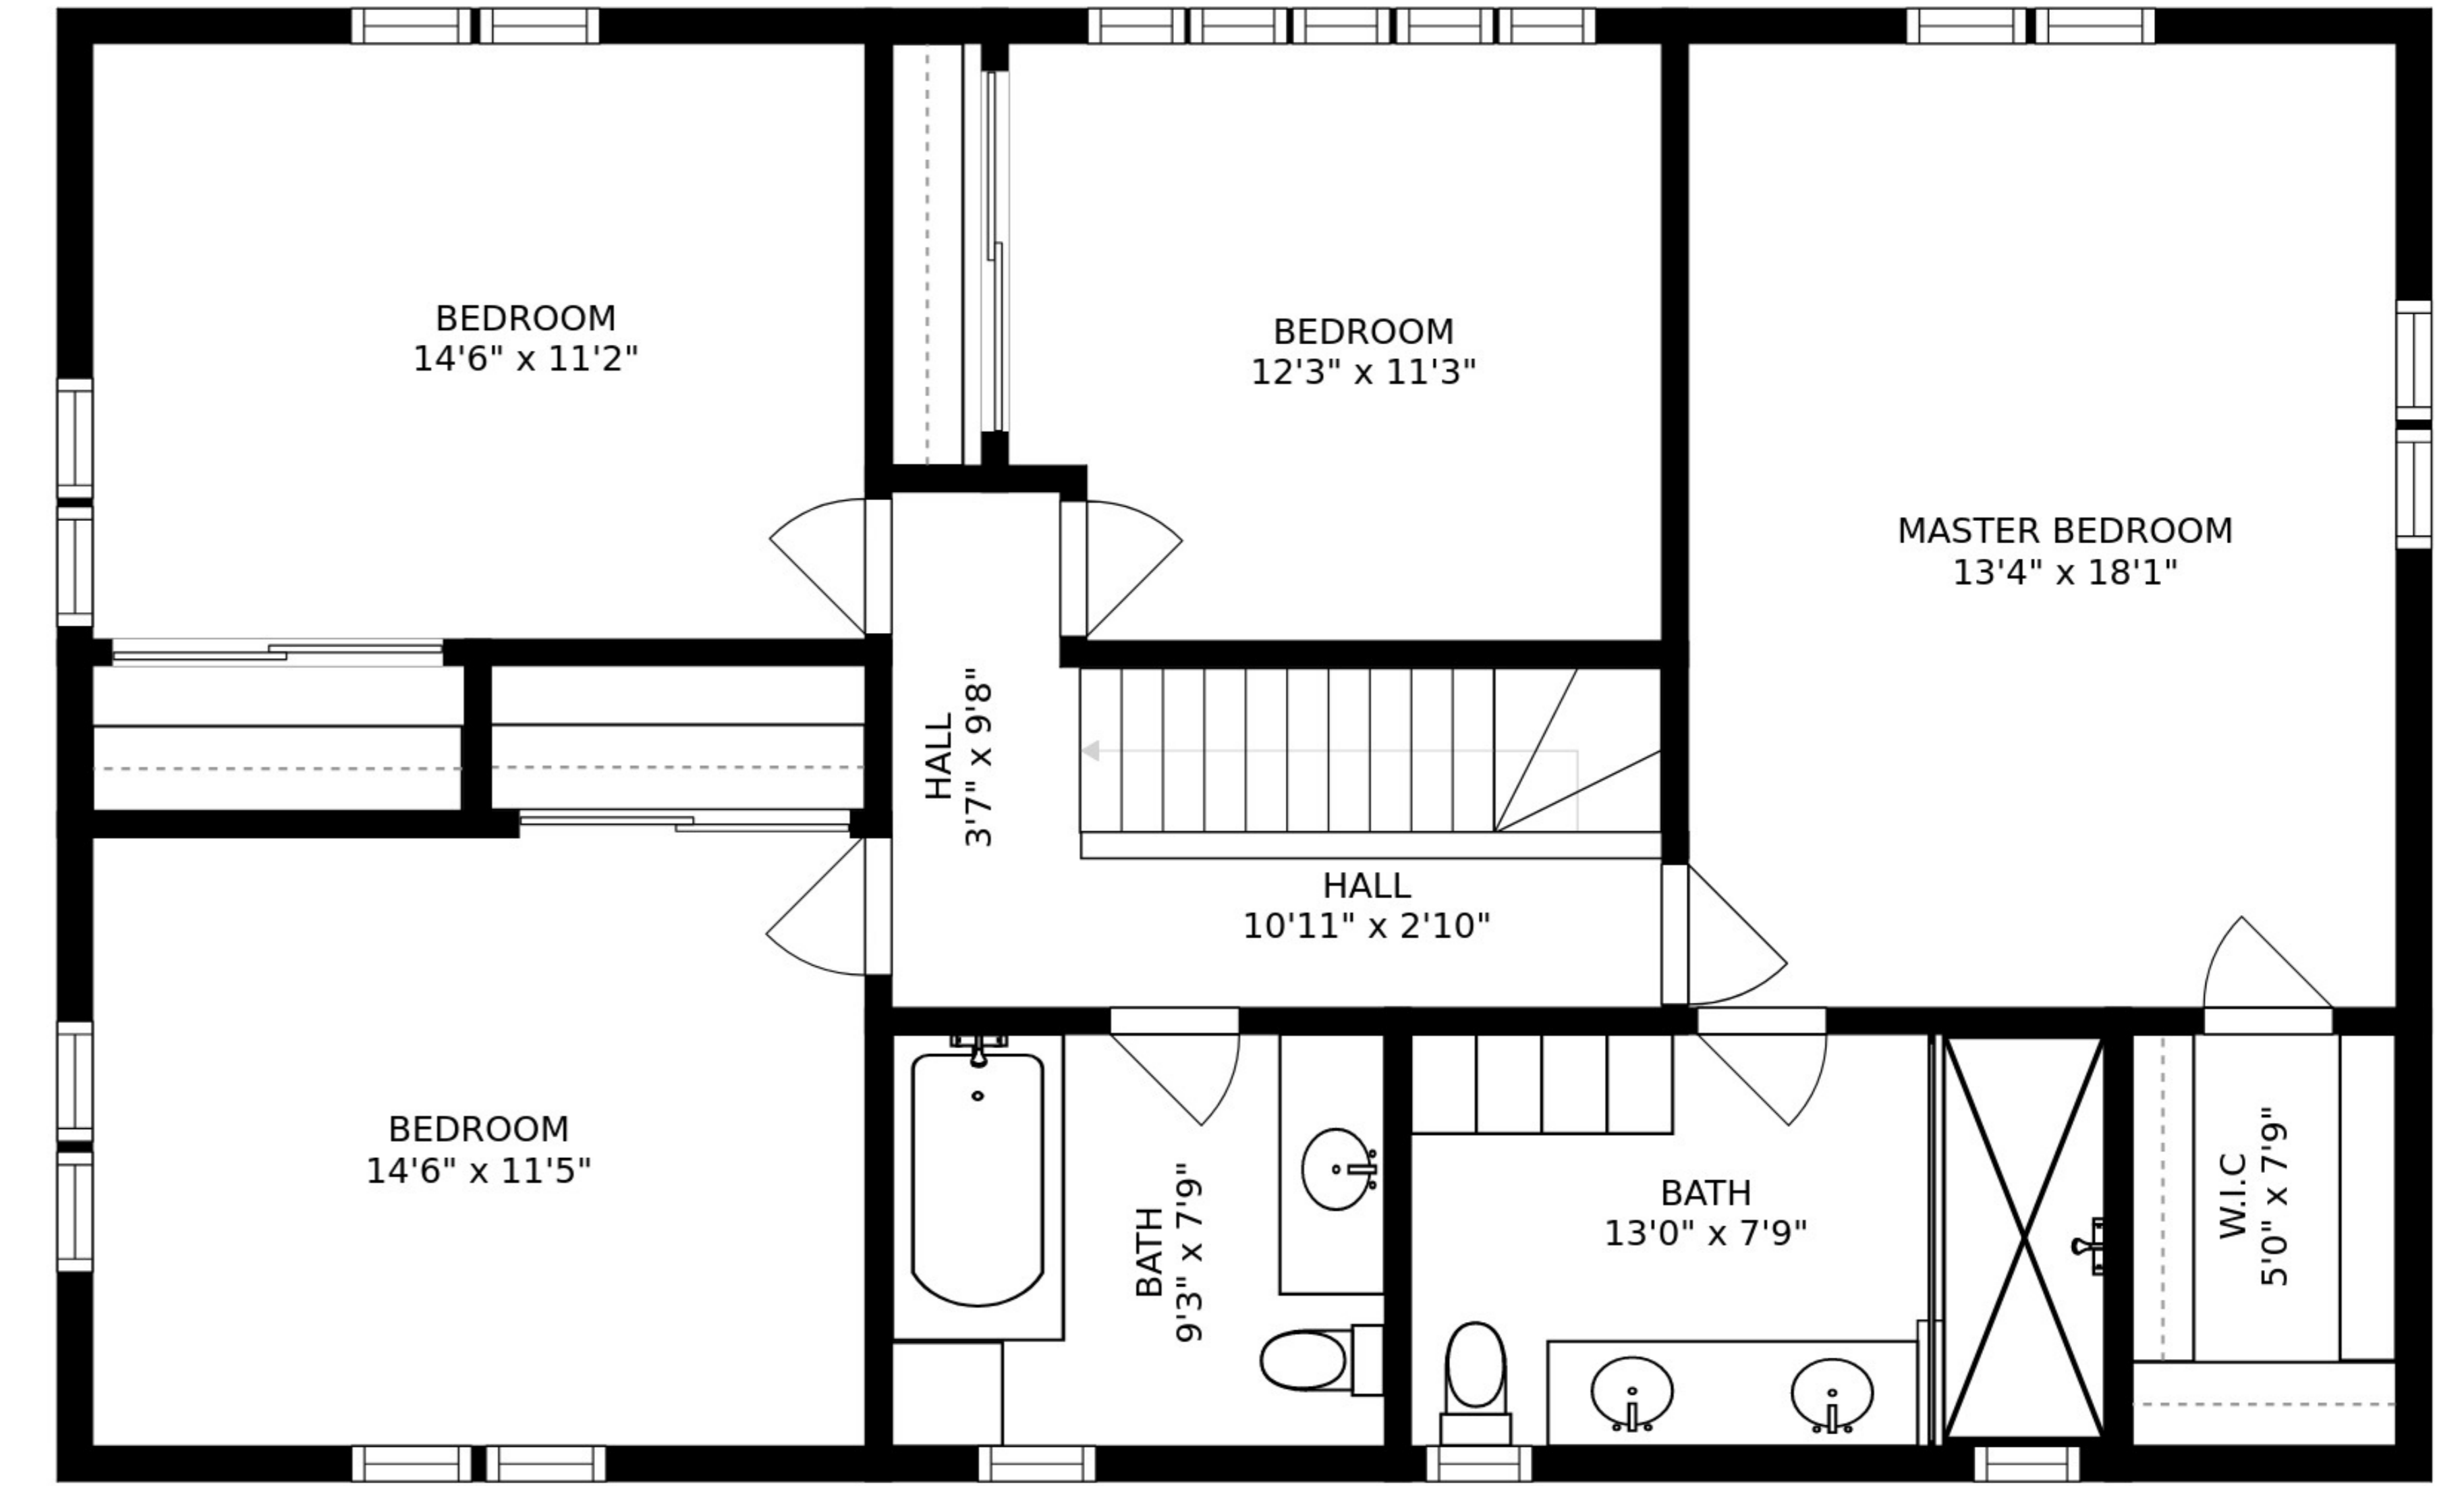 BEDROOM
14'6" x 11'2"
BEDROOM
12'3" x 11'3"
MASTER BEDROOM
13'4" x 18'1"
HALL
3'7" x 9'8"
HALL
10'11" x 2'10"
BEDROOM
14'6" x 11'5"
BATH
9'3" x 7'9"
BATH
13'0" x 7'9"
W.I.C
5'0" x 7'9"